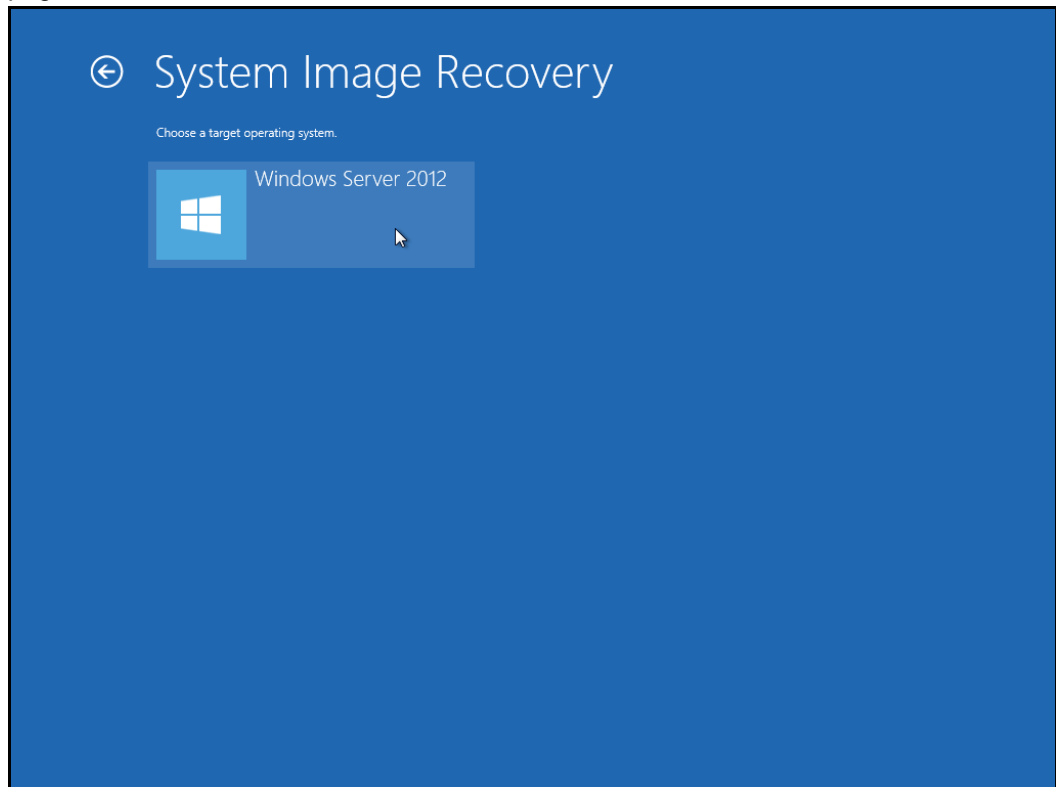 System Image Recovery
Choose a target operating system.
Windows Server 2012